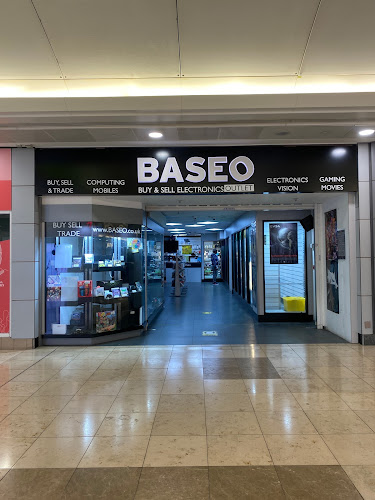 BASEO
BUY, SELL
& TRADE
COMPUTING
MOBILES
BUY & SELL ELECTRONICS OUTLET
ELECTRONICS
VISION
GAMING
MOVIES
BUY SELL
TRADE
www.BASEO.co.uk